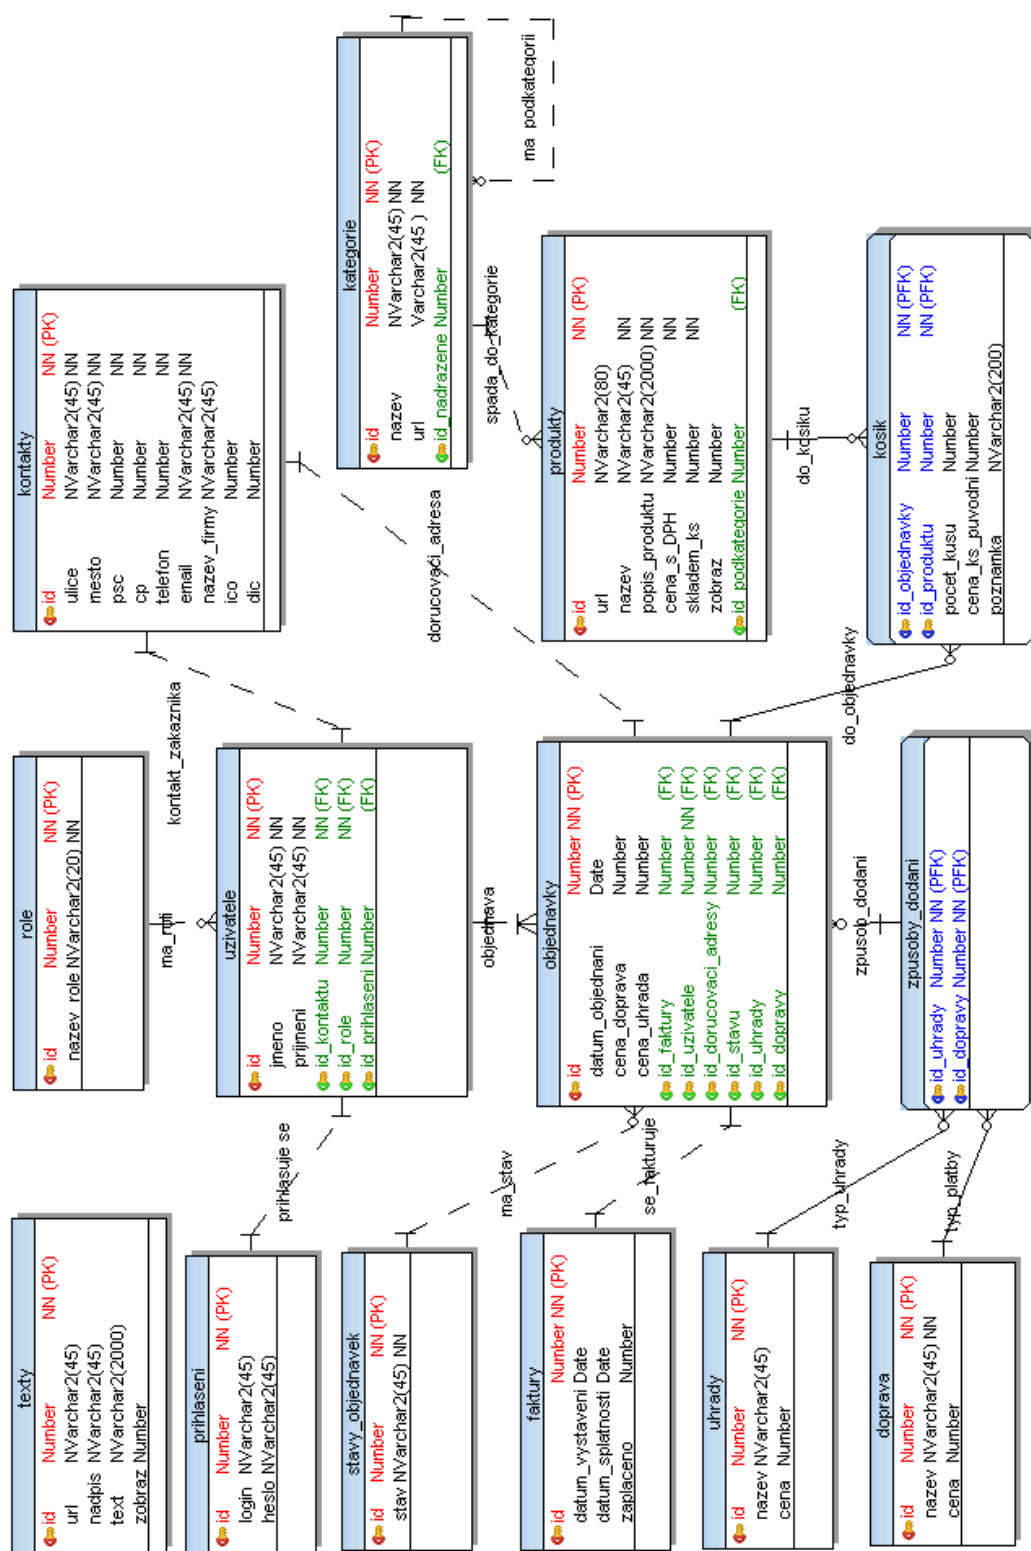 texty
id Number NN (PK)
url NVarchar2(45)
nadpis NVarchar2(45)
text NVarchar2(2000)
zobraz Number
role
id Number NN (PK)
nazev_role NVarchar2(20) NN
kontakty
id Number NN (PK)
ulice NVarchar2(45) NN
mesto NVarchar2(45) NN
psc Number NN
cp Number NN
telefon Number NN
email NVarchar2(45) NN
nazev_firmy NVarchar2(45)
ico Number
dic Number
prihlaseni
id Number NN (PK)
login NVarchar2(45)
heslo NVarchar2(45)
prihlasuje se
ma_roli
kontakt_zakaznika
uzivatele
id Number NN (PK)
jmeno NVarchar2(45) NN
prijmeni NVarchar2(45) NN
id_kontaktu Number NN (FK)
id_role Number NN (FK)
id_prihlaseni Number (FK)
kategorie
id Number NN (PK)
nazev NVarchar2(45) NN
url Varchar2(45 ) NN
id_nadrazene Number (FK)
ma_podkategorii
stavy_objednavek
id Number NN (PK)
stav NVarchar2(45) NN
ma_stav
objednava
dorucovaci_adresa
spada_do_kategorie
faktury
id Number NN (PK)
datum_vystaveni Date
datum_splatnosti Date
zaplaceno Number
se_fakturuje
objednavky
id Number NN (PK)
datum_objednani Date
cena_doprava Number
cena_uhrada Number
id_faktury Number (FK)
id_uzivatele Number NN (FK)
id_dorucovaci_adresy Number (FK)
id_stavu Number (FK)
id_uhrady Number (FK)
id_dopravy Number (FK)
produkty
id Number NN (PK)
url NVarchar2(80)
nazev NVarchar2(45) NN
popis_produktu NVarchar2(2000) NN
cena_s_DPH Number NN
skladem_ks Number NN
zobraz Number
id_podkategorie Number (FK)
uhrady
id Number NN (PK)
nazev NVarchar2(45)
cena Number
typ_uhrady
zpusob_dodani
do_objednavky
do_kosiku
doprava
id Number NN (PK)
nazev NVarchar2(45) NN
cena Number
typ_platby
zpusoby_dodani
id_uhrady Number NN (PFK)
id_dopravy Number NN (PFK)
kosik
id_objednavky Number NN (PFK)
id_produktu Number NN (PFK)
pocet_kusu Number
cena_ks_puvodni Number
poznamka NVarchar2(200)